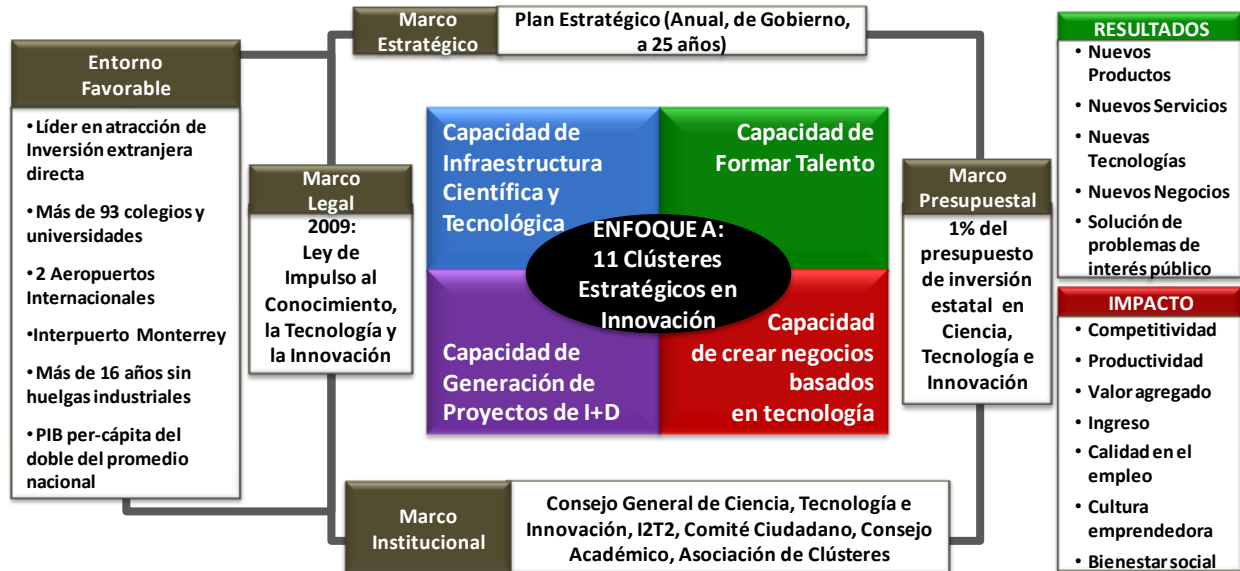 Marco
Estratégico
Plan Estratégico (Anual, de Gobierno,
a 25 años)
Entorno
Favorable
•Líder en atracción de
Inversión extranjera
directa
•Más de 93 colegios y
universidades
•2 Aeropuertos
Internacionales
•Interpuerto Monterrey
•Más de 16 años sin
huelgas industriales
•PIB per-cápita del
doble del promedio
nacional
Marco
Legal
2009:
Ley de
Impulso al
Conocimiento,
la Tecnología y
la Innovación
Capacidad de
Infraestructura
Científica y
Tecnológica
Capacidad de
Formar Talento
ENFOQUE A:
11 Clústeres
Estratégicos en
Innovación
Capacidad de
Generación de
Proyectos de I+D
Capacidad
de crear negocios
basados
en tecnología
Marco
Presupuestal
1% del
presupuesto
de inversión
estatal en
Ciencia,
Tecnología e
Innovación
Marco
Institucional
Consejo General de Ciencia, Tecnología e
Innovación, I2T2, Comité Ciudadano, Consejo
Académico, Asociación de Clústeres
RESULTADOS
• Nuevos
Productos
• Nuevos Servicios
• Nuevas
Tecnologías
• Nuevos Negocios
• Solución de
problemas de
interés público
IMPACTO
• Competitividad
• Productividad
• Valor agregado
• Ingreso
• Calidad en el
empleo
• Cultura
emprendedora
• Bienestar social